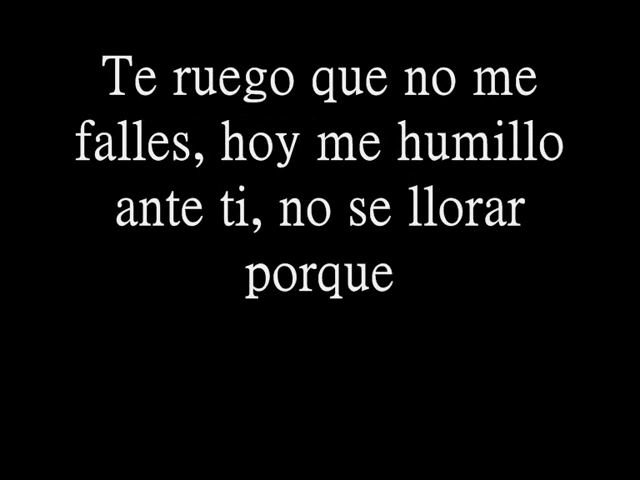 Te ruego que no me
falles, hoy me humillo
ante ti, no se llorar
porque